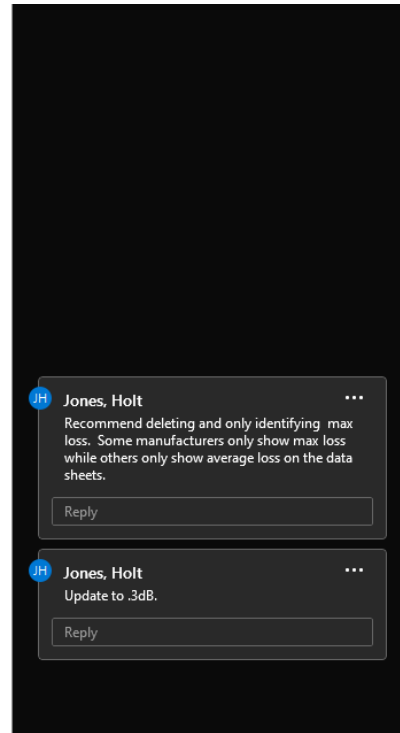 JH
Jones, Holt
Recommend deleting and only identifying  max
loss.  Some manufacturers only show max loss
while others only show average loss on the data
sheets.
Reply
JH
Jones, Holt
Update to .3dB.
Reply